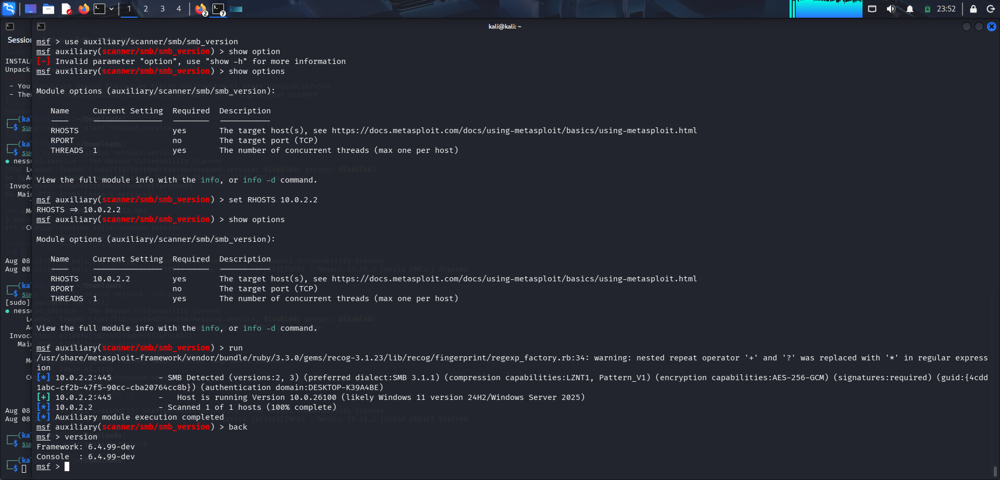 1 2 3 4
2
7
23:52
kali@kali: ~
Session
msf > use auxiliary/scanner/smb/smb_version
msf auxiliary(scanner/smb/smb_version) > show option
[-] Invalid parameter "option", use "show -h" for more information
msf auxiliary(scanner/smb/smb_version) > show options
Module options (auxiliary/scanner/smb/smb_version):
Name Current Setting Required Description
RHOSTS yes The target host(s), see https://docs.metasploit.com/docs/using-metasploit/basics/using-metasploit.html
RPORT no The target port (TCP)
THREADS 1 yes The number of concurrent threads (max one per host)
View the full module info with the info, or info -d command.
msf auxiliary(scanner/smb/smb_version) > set RHOSTS 10.0.2.2
RHOSTS => 10.0.2.2
msf auxiliary(scanner/smb/smb_version) > show options
Module options (auxiliary/scanner/smb/smb_version):
Name Current Setting Required Description
RHOSTS 10.0.2.2 yes The target host(s), see https://docs.metasploit.com/docs/using-metasploit/basics/using-metasploit.html
RPORT no The target port (TCP)
THREADS 1 yes The number of concurrent threads (max one per host)
View the full module info with the info, or info -d command.
msf auxiliary(scanner/smb/smb_version) > run
/usr/share/metasploit-framework/vendor/bundle/ruby/3.3.0/gems/recog-3.1.23/lib/recog/fingerprint/regexp_factory.rb:34: warning: nested repeat operator '+' and '?' was replaced with '*' in regular express
ion
[*] 10.0.2.2:445 - SMB Detected (versions:2, 3) (preferred dialect:SMB 3.1.1) (compression capabilities:LZNT1, Pattern_V1) (encryption capabilities:AES-256-GCM) (signatures:required) (guid:{4cdd
1abc-cf2b-47f5-90cc-cba20764cc8b}) (authentication domain:DESKTOP-K39A4BE)
[+] 10.0.2.2:445 - Host is running Version 10.0.26100 (likely Windows 11 version 24H2/Windows Server 2025)
[*] 10.0.2.2 - Scanned 1 of 1 hosts (100% complete)
[*] Auxiliary module execution completed
msf auxiliary(scanner/smb/smb_version) > back
msf > version
Framework: 6.4.99-dev
Console : 6.4.99-dev
msf >